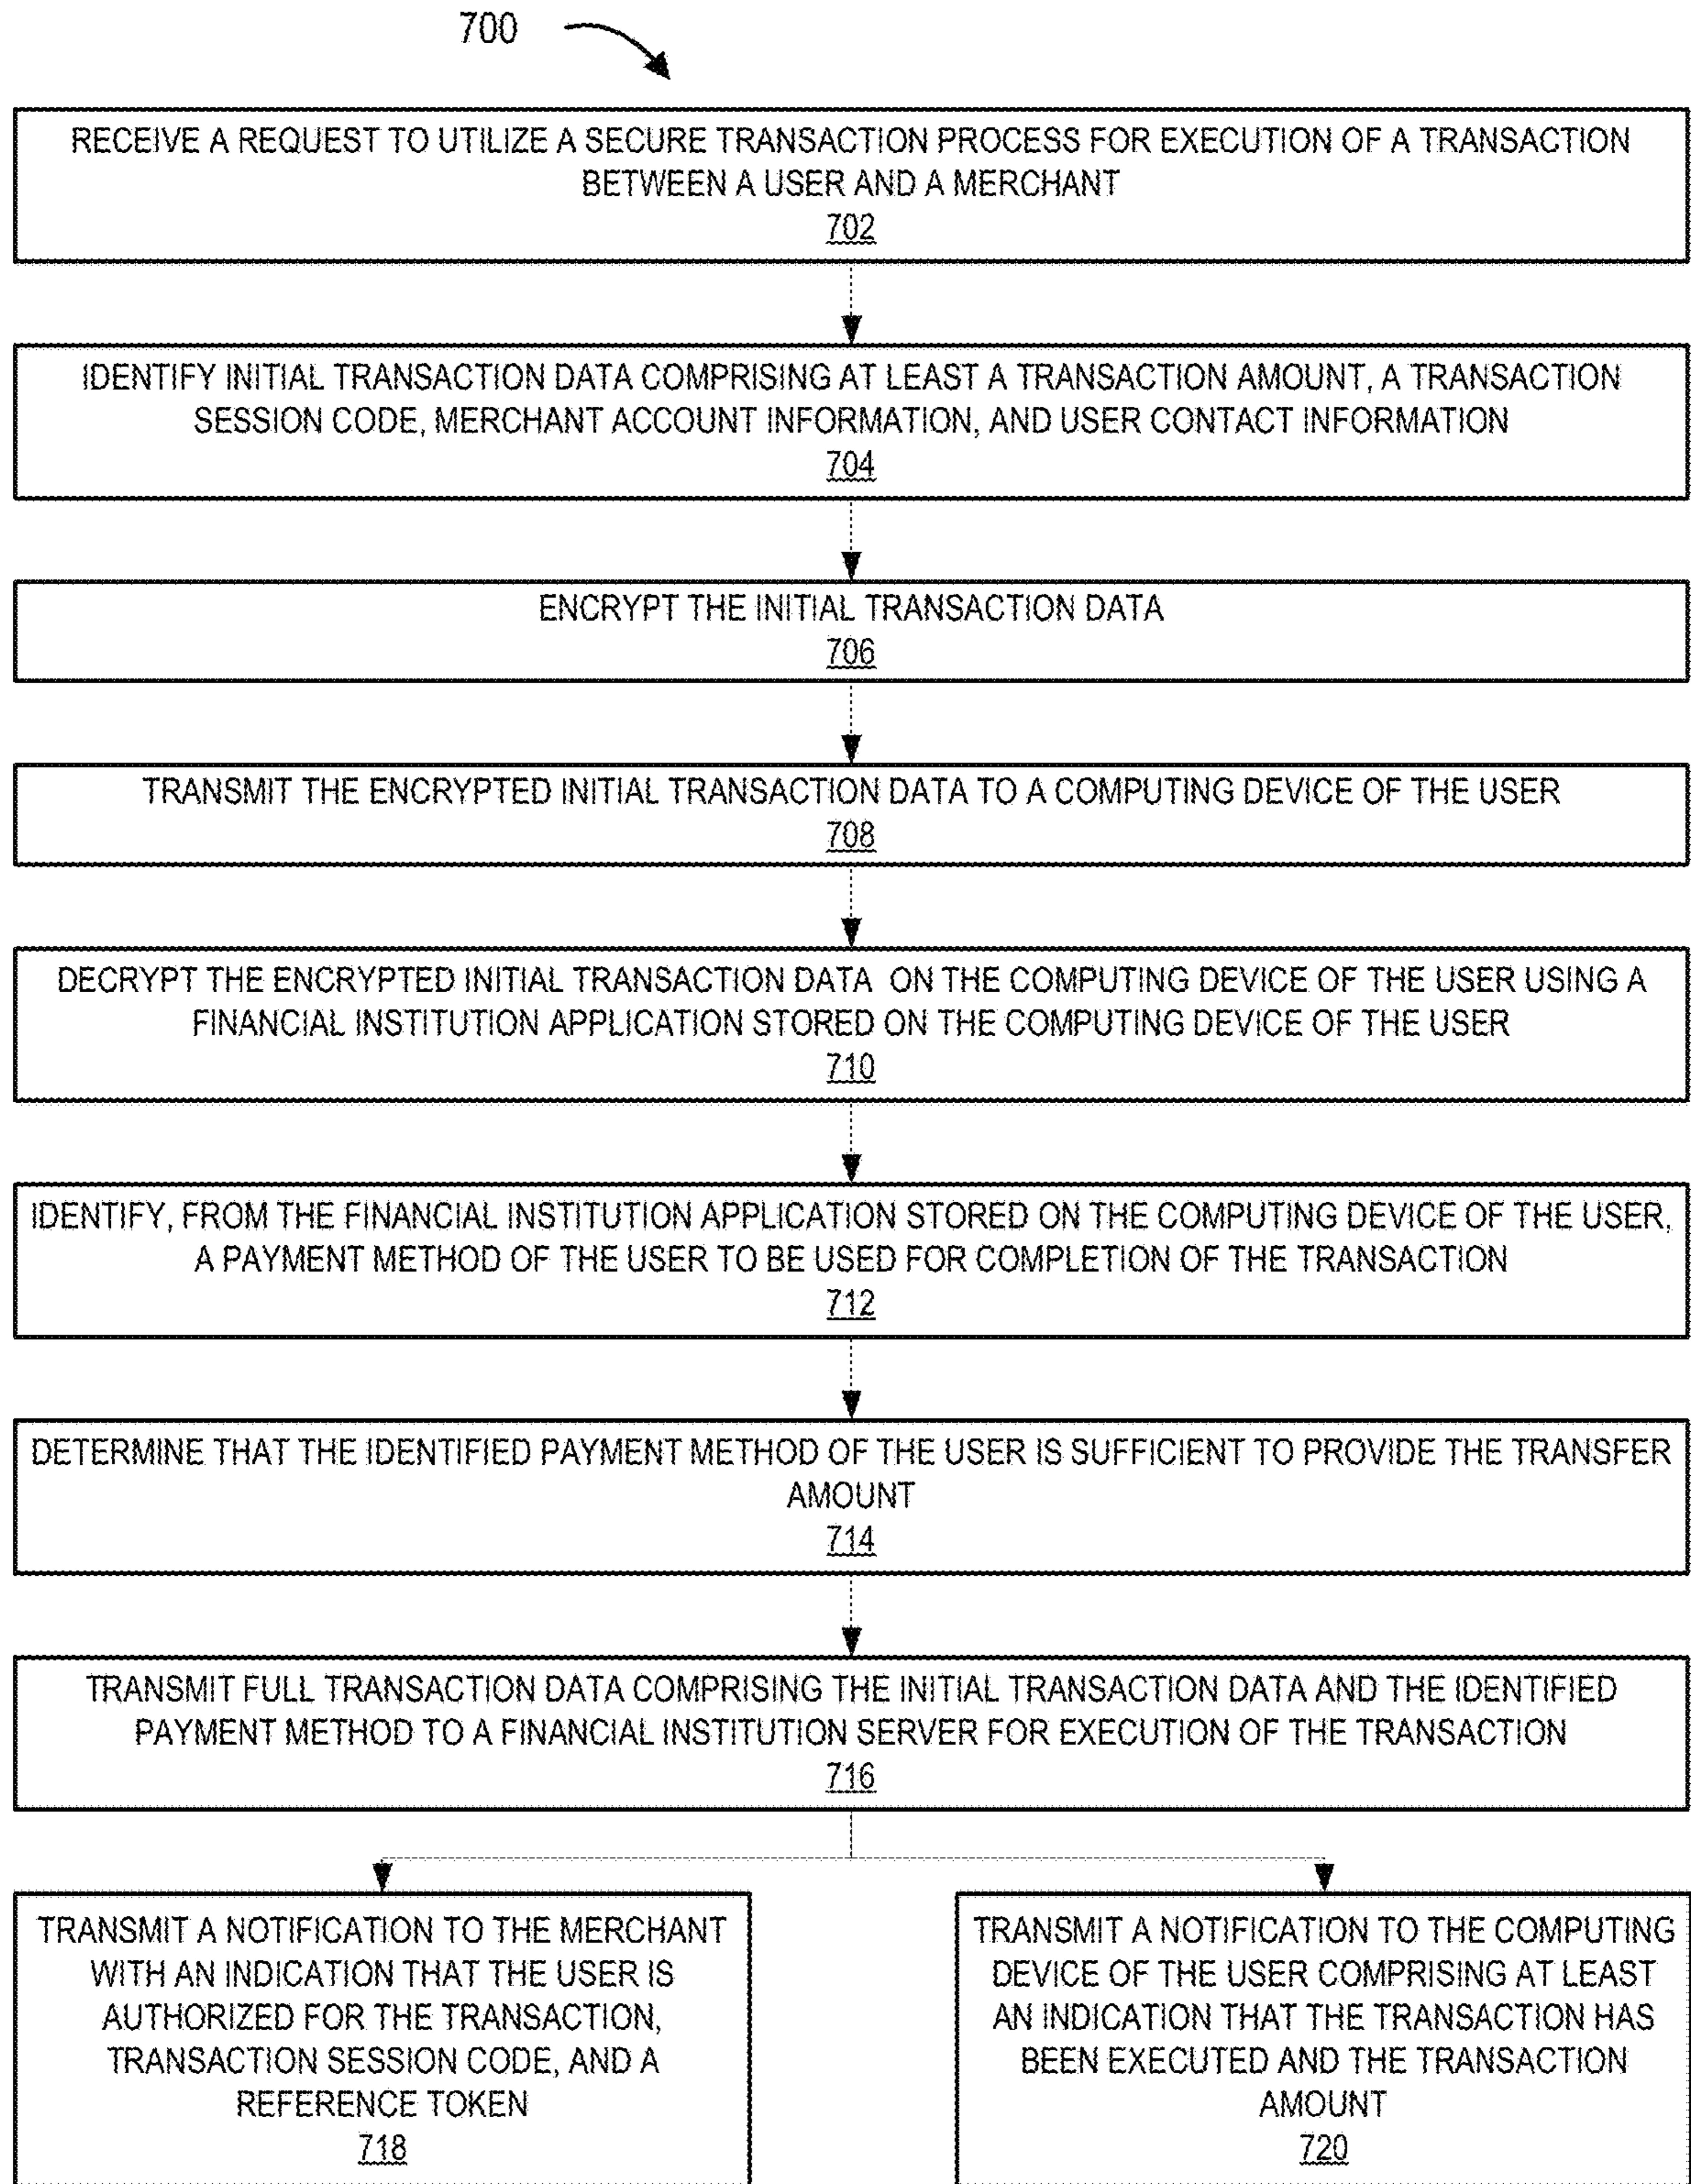 700
RECEIVE A REQUEST TO UTILIZE A SECURE TRANSACTION PROCESS FOR EXECUTION OF A TRANSACTION
BETWEEN A USER AND A MERCHANT
702
IDENTIFY INITIAL TRANSACTION DATA COMPRISING AT LEAST A TRANSACTION AMOUNT, A TRANSACTION
SESSION CODE, MERCHANT ACCOUNT INFORMATION, AND USER CONTACT INFORMATION
704
ENCRYPT THE INITIAL TRANSACTION DATA
706
TRANSMIT THE ENCRYPTED INITIAL TRANSACTION DATA TO A COMPUTING DEVICE OF THE USER
708
DECRYPT THE ENCRYPTED INITIAL TRANSACTION DATA ON THE COMPUTING DEVICE OF THE USER USING A
FINANCIAL INSTITUTION APPLICATION STORED ON THE COMPUTING DEVICE OF THE USER
710
IDENTIFY, FROM THE FINANCIAL INSTITUTION APPLICATION STORED ON THE COMPUTING DEVICE OF THE USER,
A PAYMENT METHOD OF THE USER TO BE USED FOR COMPLETION OF THE TRANSACTION
712
DETERMINE THAT THE IDENTIFIED PAYMENT METHOD OF THE USER IS SUFFICIENT TO PROVIDE THE TRANSFER
AMOUNT
714
TRANSMIT FULL TRANSACTION DATA COMPRISING THE INITIAL TRANSACTION DATA AND THE IDENTIFIED
PAYMENT METHOD TO A FINANCIAL INSTITUTION SERVER FOR EXECUTION OF THE TRANSACTION
716
TRANSMIT A NOTIFICATION TO THE MERCHANT
WITH AN INDICATION THAT THE USER IS
AUTHORIZED FOR THE TRANSACTION,
TRANSACTION SESSION CODE, AND A
REFERENCE TOKEN
718
TRANSMIT A NOTIFICATION TO THE COMPUTING
DEVICE OF THE USER COMPRISING AT LEAST
AN INDICATION THAT THE TRANSACTION HAS
BEEN EXECUTED AND THE TRANSACTION
AMOUNT
720